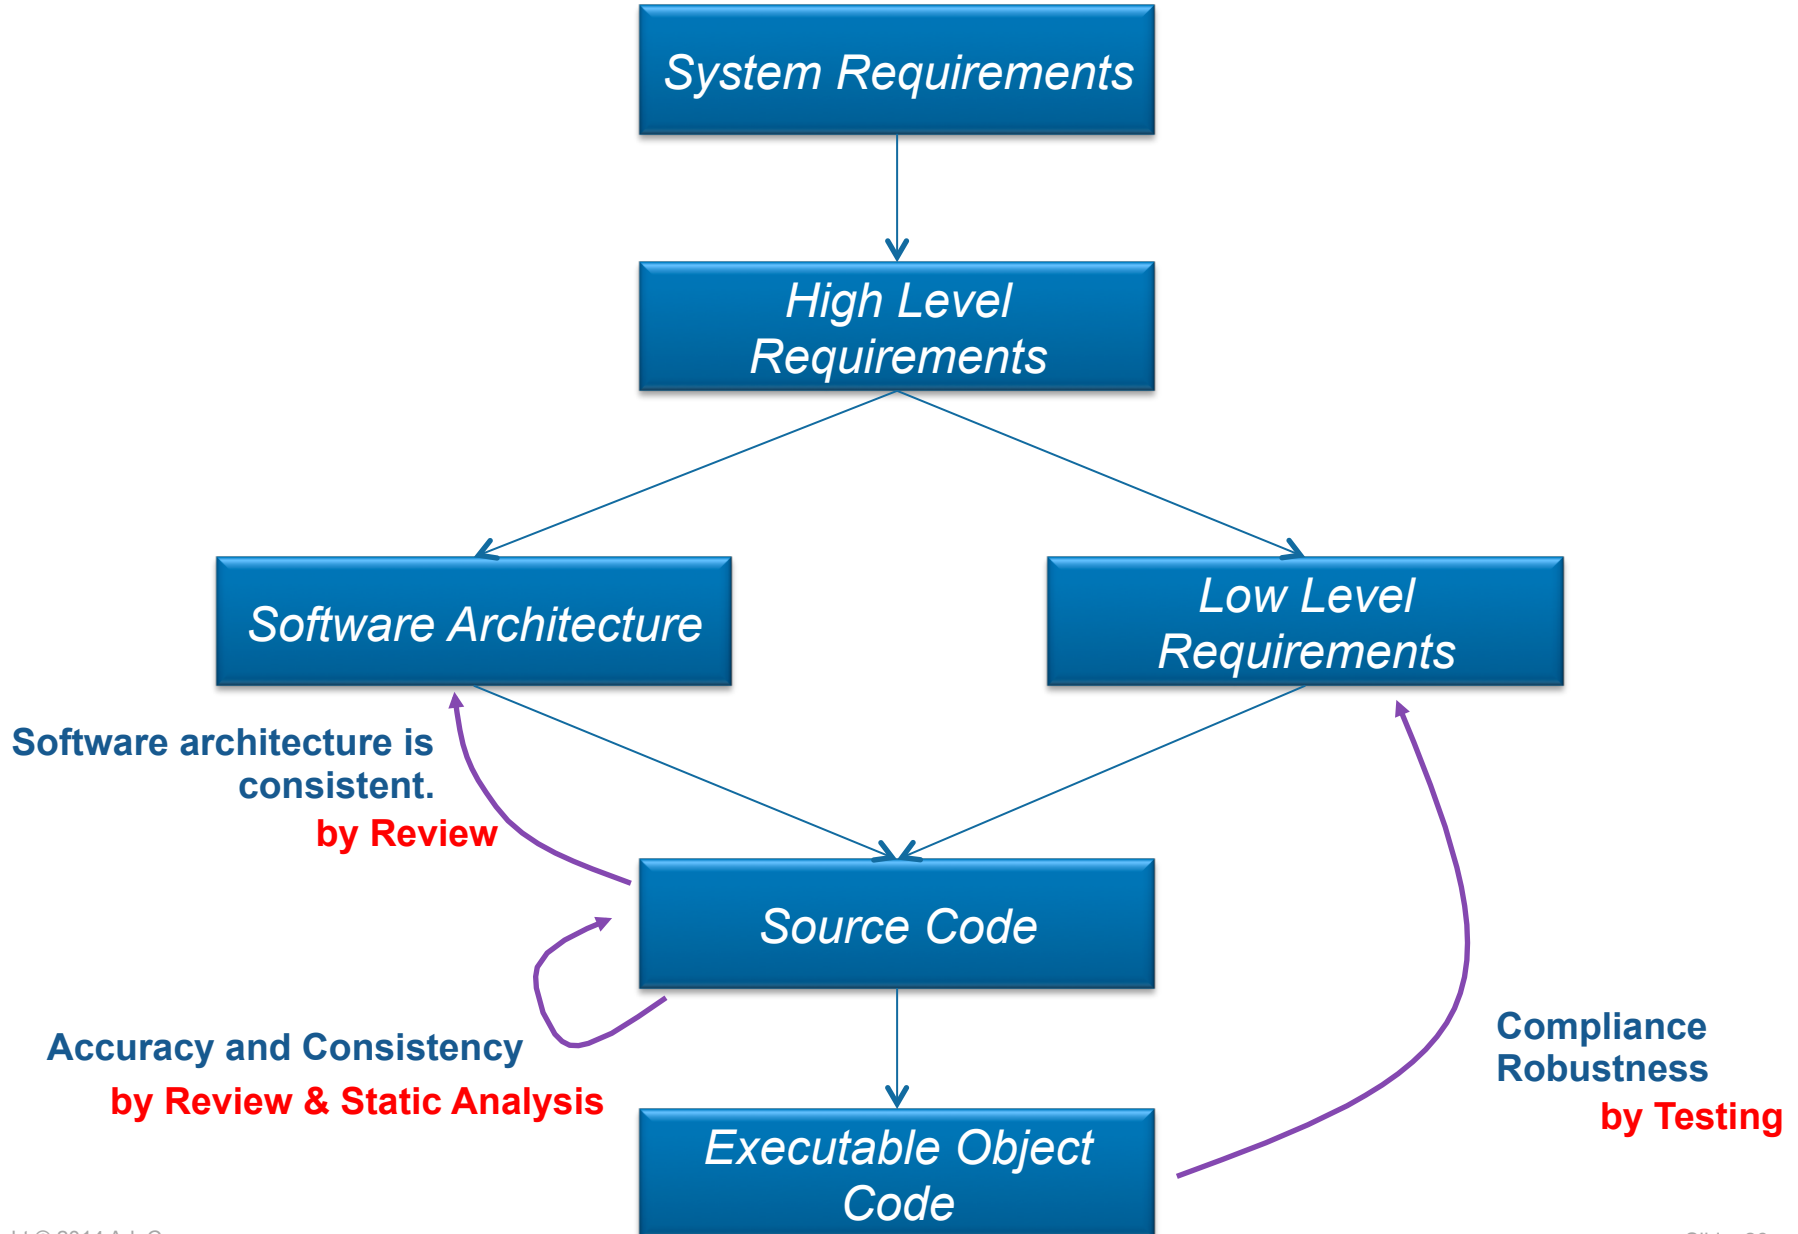 System Requirements
High Level
Requirements
Software Architecture
Low Level
Requirements
Software architecture is
consistent.
by Review
Source Code
Accuracy and Consistency
by Review & Static Analysis
Compliance
Robustness
by Testing
Executable Object
Code